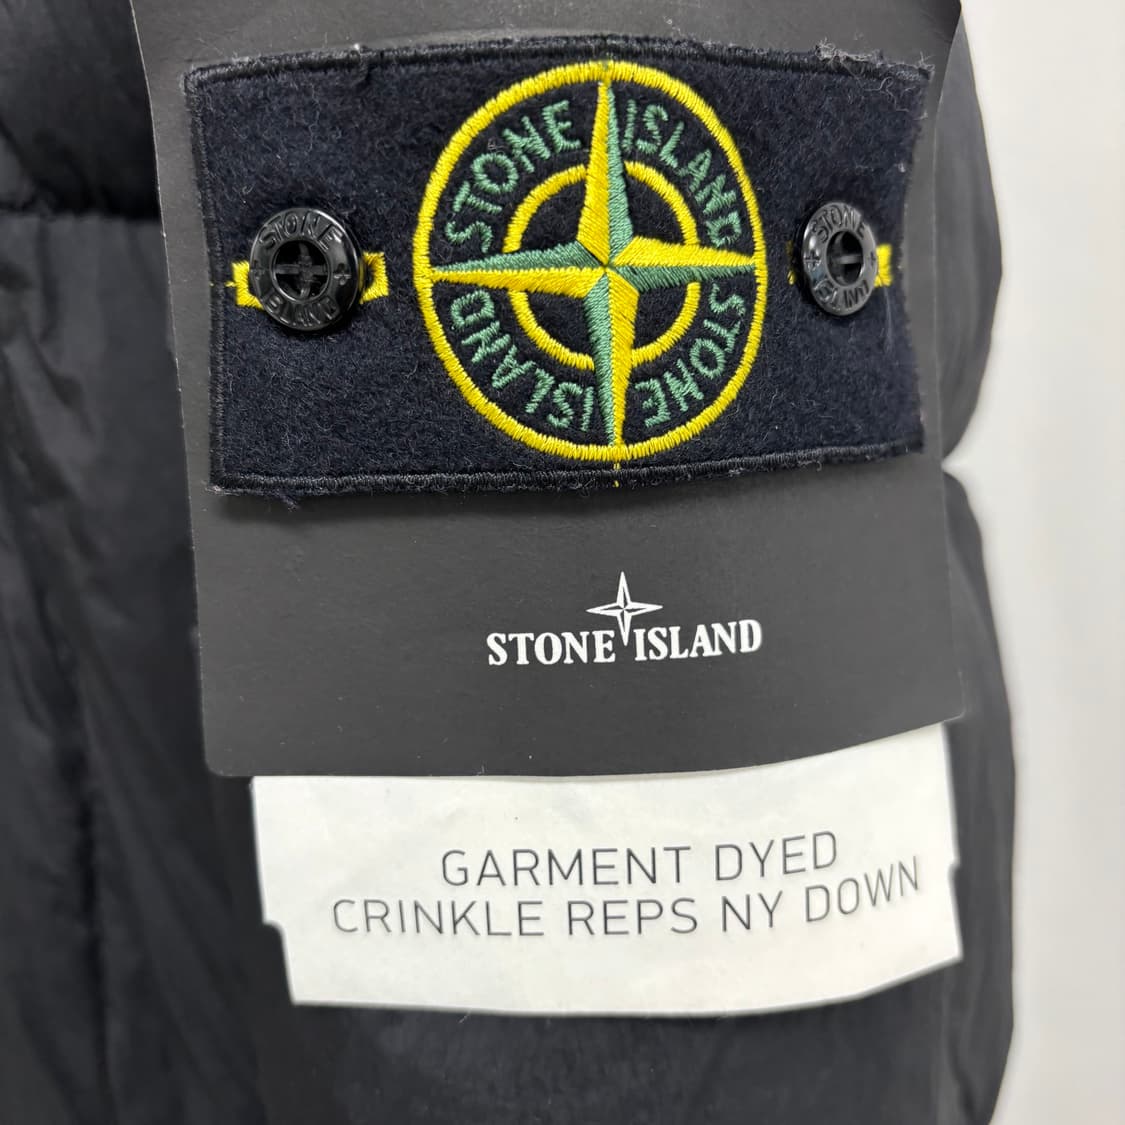 STONE ISLAND
STONE ISLAND
STONE
ISLAND
STONE
ISLAND
STONE ISLAND
GARMENT DYED
CRINKLE REPS NY DOWN